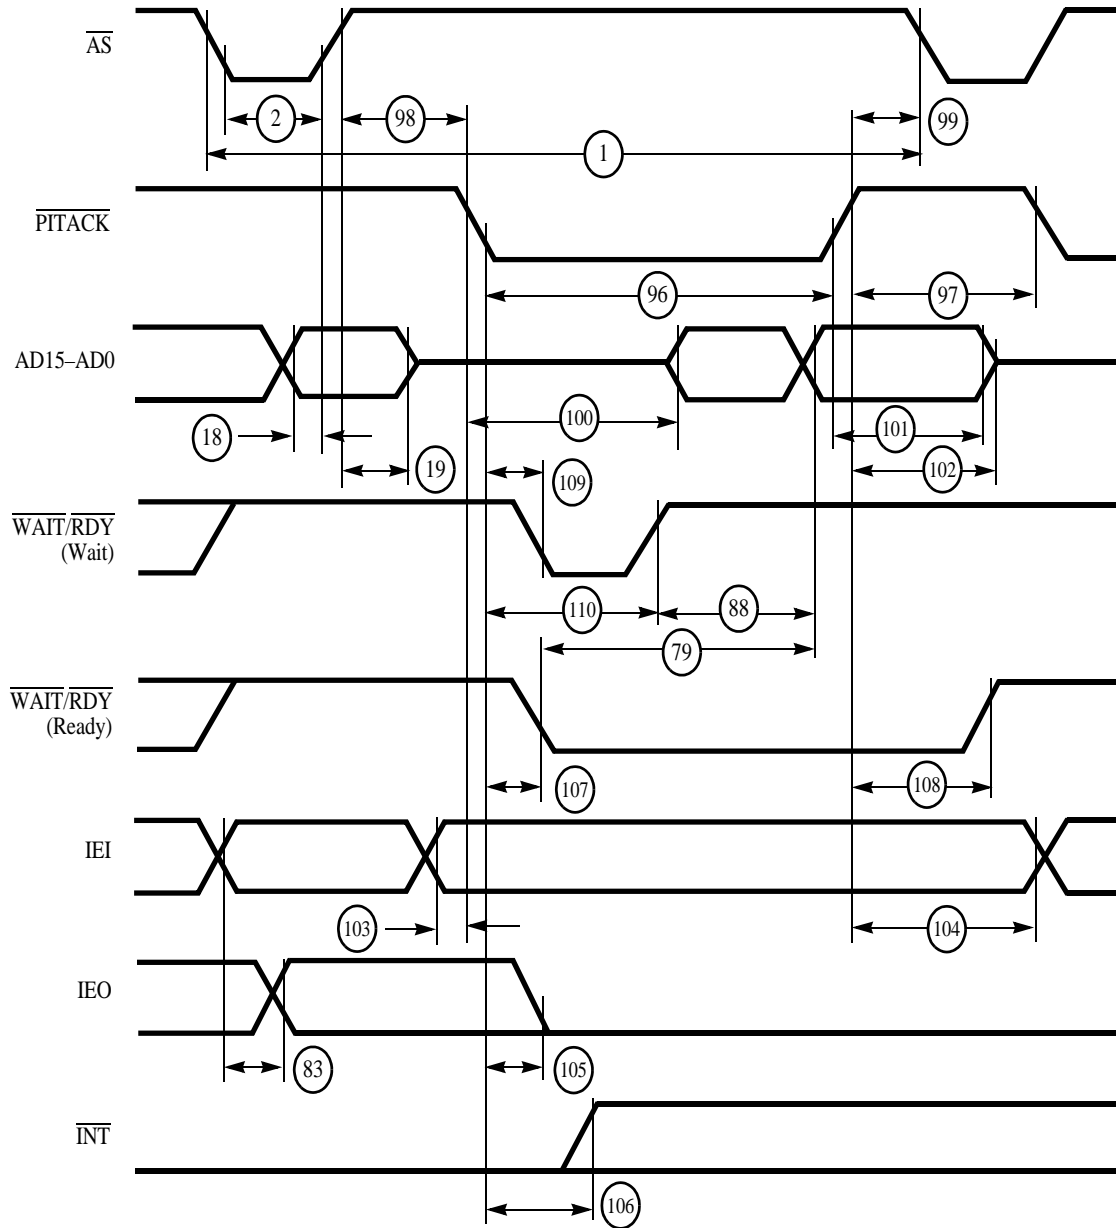 AS
2
98
99
1
PITACK
96
97
AD15–AD0
18
19
100
101
102
109
WAIT/RDY
(Wait)
110
88
79
WAIT/RDY
(Ready)
107
108
IEI
103
104
IEO
83
105
INT
106